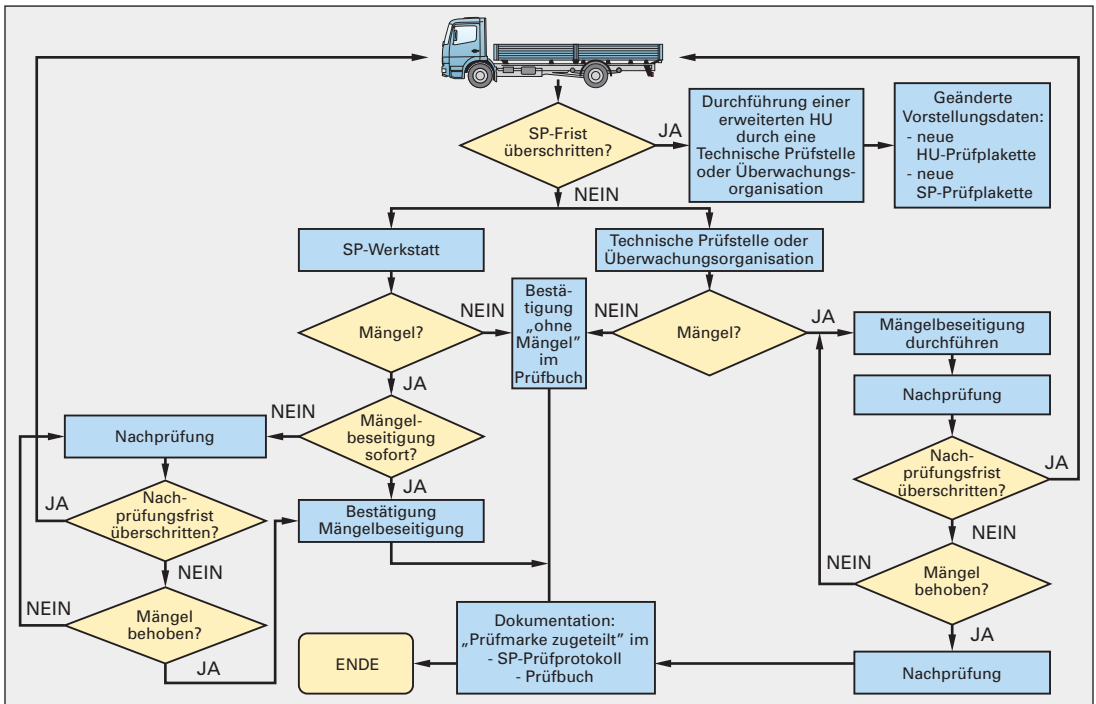 SP-Frist
überschritten?
JA
Durchführung einer
erweiterten HU
durch eine
Technische Prüfstelle
oder Überwachungs-
organisation
Geänderte
Vorstellungsdaten:
- neue
HU-Prüfplakette
- neue
SP-Prüfplakette
NEIN
SP-Werkstatt
Technische Prüfstelle oder
Überwachungsorganisation
Mängel?
NEIN
Bestä-
tigung
„ohne
Mängel”
im
Prüfbuch
NEIN
Mängel?
JA
Mängelbeseitigung
durchführen
JA
Nachprüfung
NEIN
Mängel-
beseitigung
sofort?
Nachprüfung
JA
Nach-
prüfungsfrist
überschritten?
JA
Bestätigung
Mängelbeseitigung
Nach-
prüfungsfrist
überschritten?
JA
NEIN
NEIN
NEIN
Mängel
behoben?
JA
NEIN
Mängel
behoben?
JA
Dokumentation:
„Prüfmarke zugeteilt” im
- SP-Prüfprotokoll
- Prüfbuch
ENDE
Nachprüfung